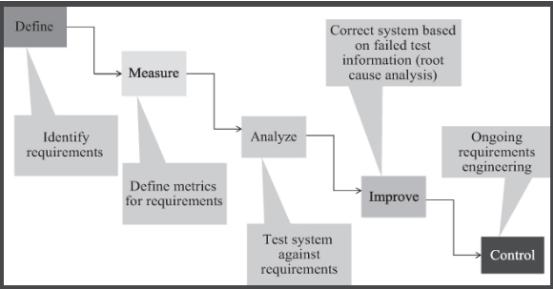 Define
Identify
requirements
Measure
Define metrics
for requirements
Analyze
Test system
against
requirements
Correct system based
on failed test
information (root
cause analysis)
Improve
Ongoing
requirements
engineering
Control